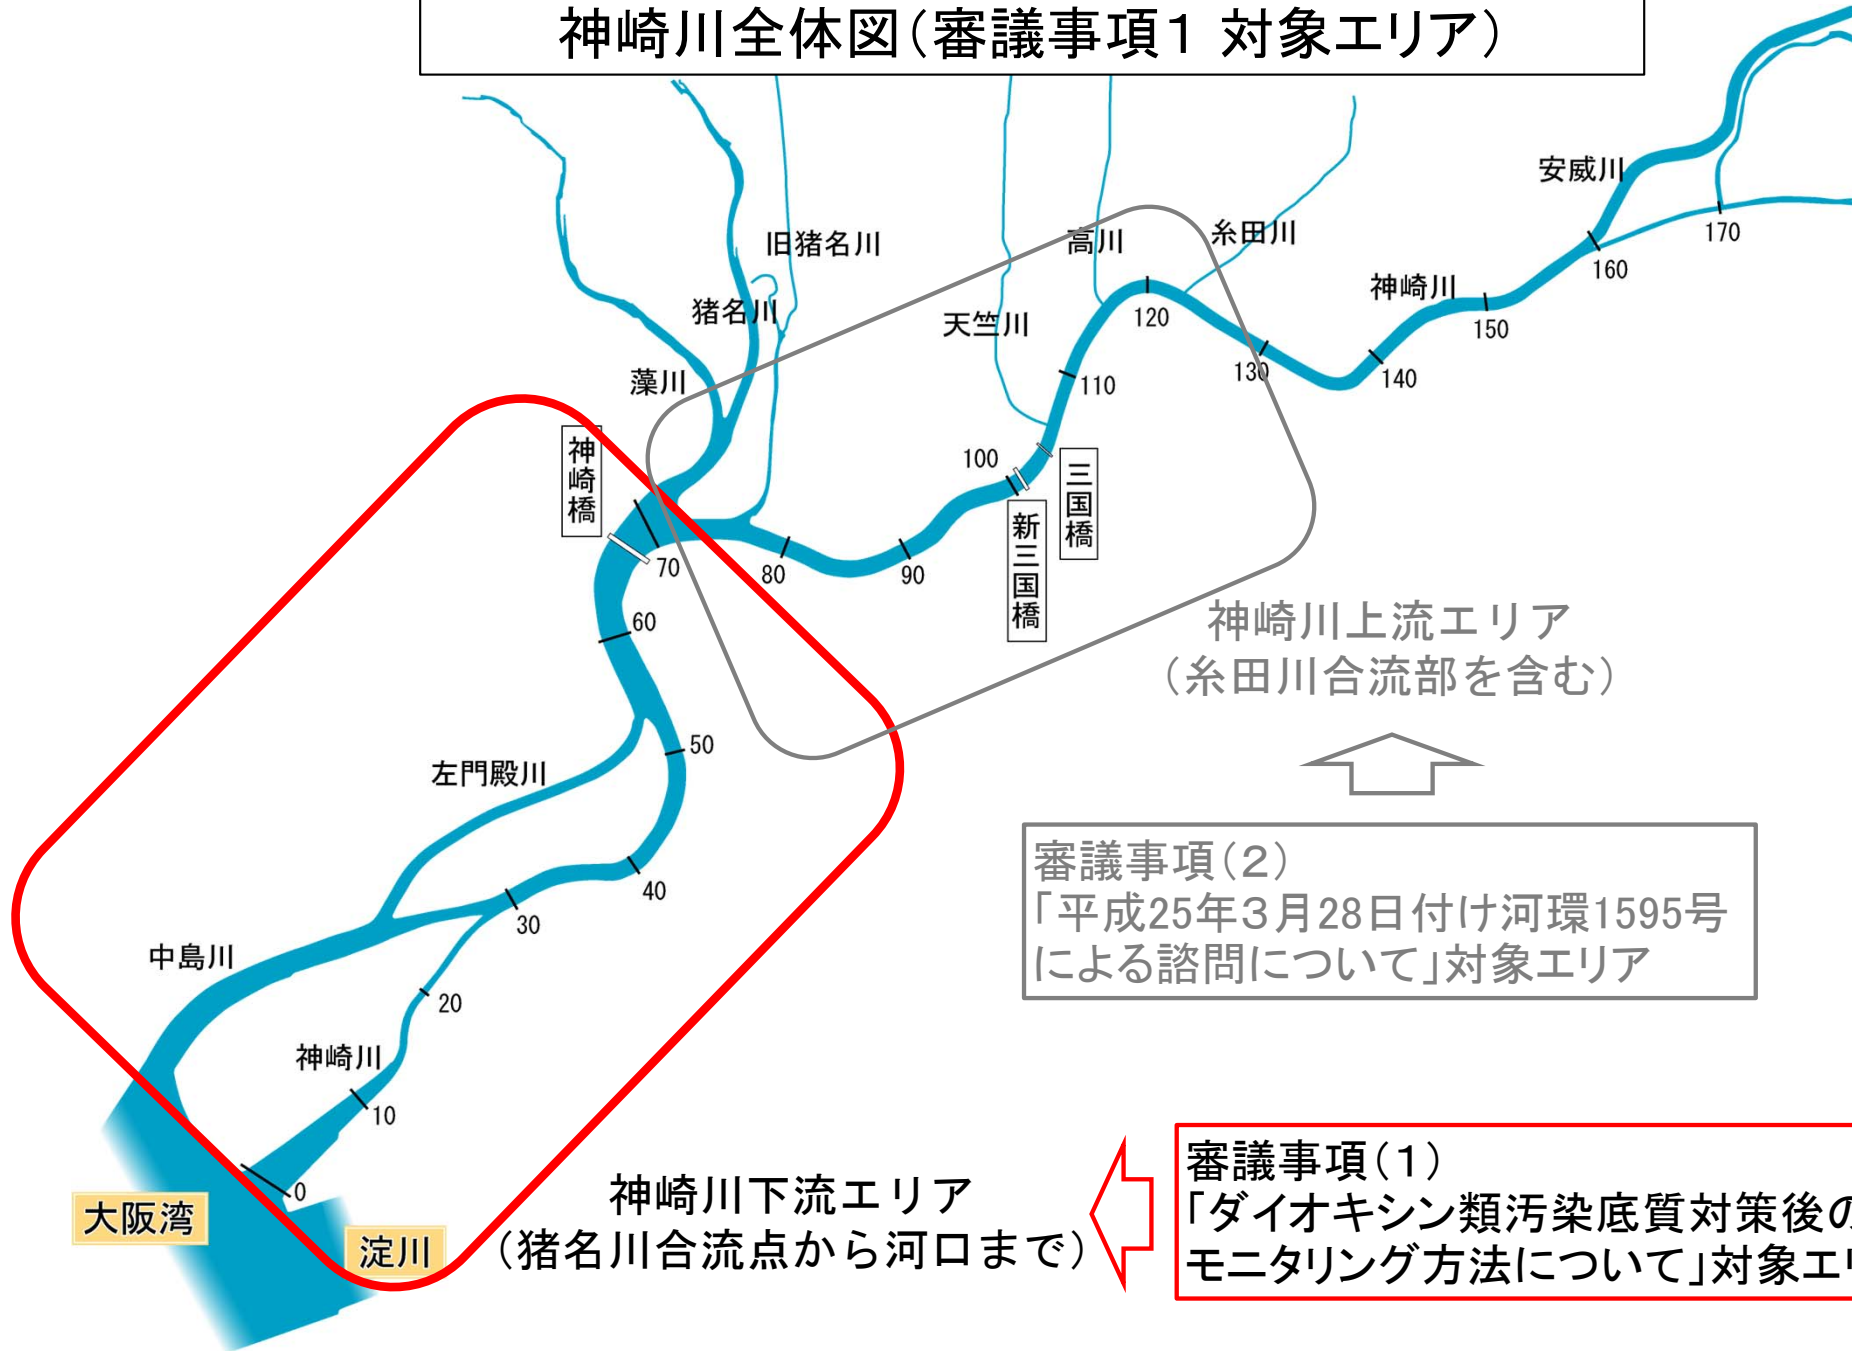 神崎川全体図(審議事項1 対象エリア)
安威川
170
160
旧猪名川
高川
糸田川
神崎川
150
猪名川
天竺川
120
藻川
130
140
110
神崎橋
100
三国橋
新三国橋
70
80
90
60
神崎川上流エリア
(糸田川合流部を含む)
50
左門殿川
40
審議事項(2)
「平成25年3月28日付け河環1595号
による諮問について」対象エリア
30
中島川
20
神崎川
10
0
大阪湾
淀川
神崎川下流エリア
(猪名川合流点から河口まで)
審議事項(1)
「ダイオキシン類汚染底質対策後の
モニタリング方法について」対象エリ